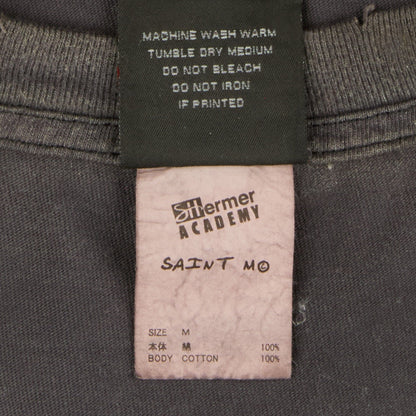 MACHINE WASH WARM
TUMBLE DRY MEDIUM
DO NOT BLEACH
DO NOT IRON
IF PRINTED
SHermer
ACADEMY
SAINT M©
SIZE M
本体 綿 100%
BODY COTTON 100%